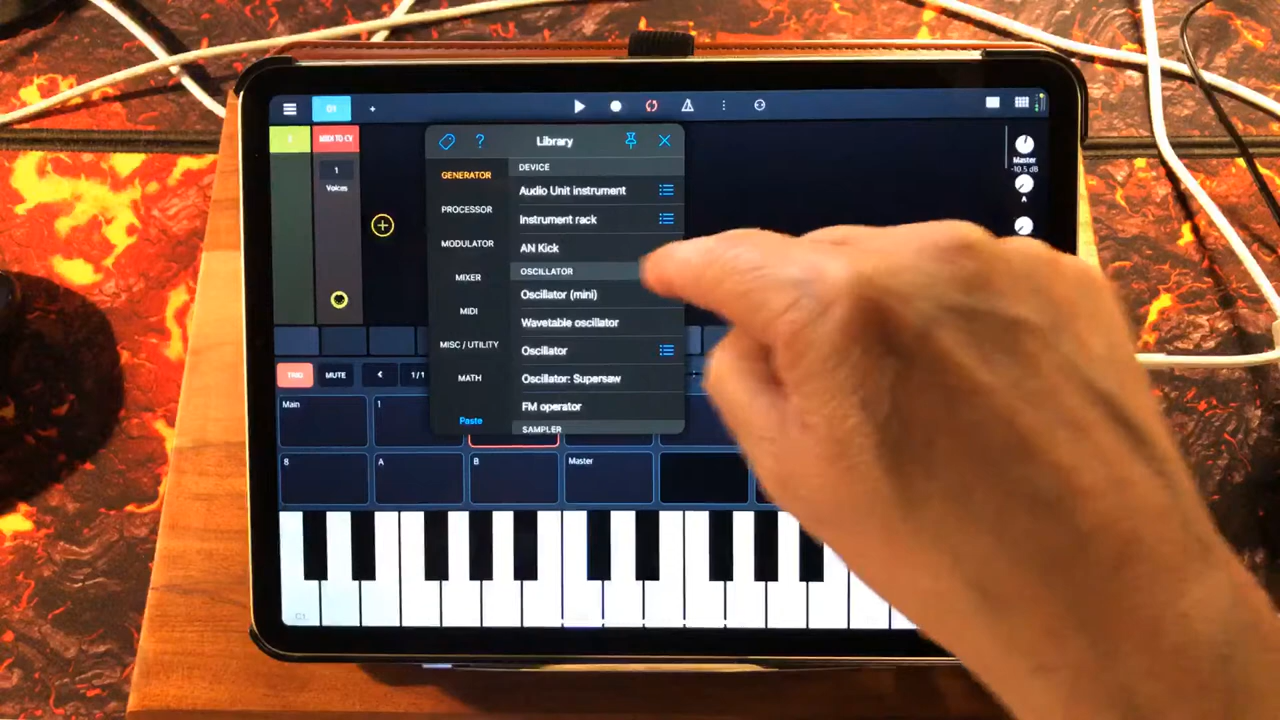 +
Library
?
MIDI TO CV
1
Voices
GENERATOR
PROCESSOR
MODULATOR
MIXER
MIDI
MISC / UTILITY
MATH
Paste
DEVICE
Audio Unit instrument
Instrument rack
AN Kick
OSCILLATOR
Oscillator (mini)
Wavetable oscillator
Oscillator
Oscillator: Supersaw
FM operator
SAMPLER
Master
-10.5 dB
A
MUTE
<
1/1
Main
1
8
A
B
Master